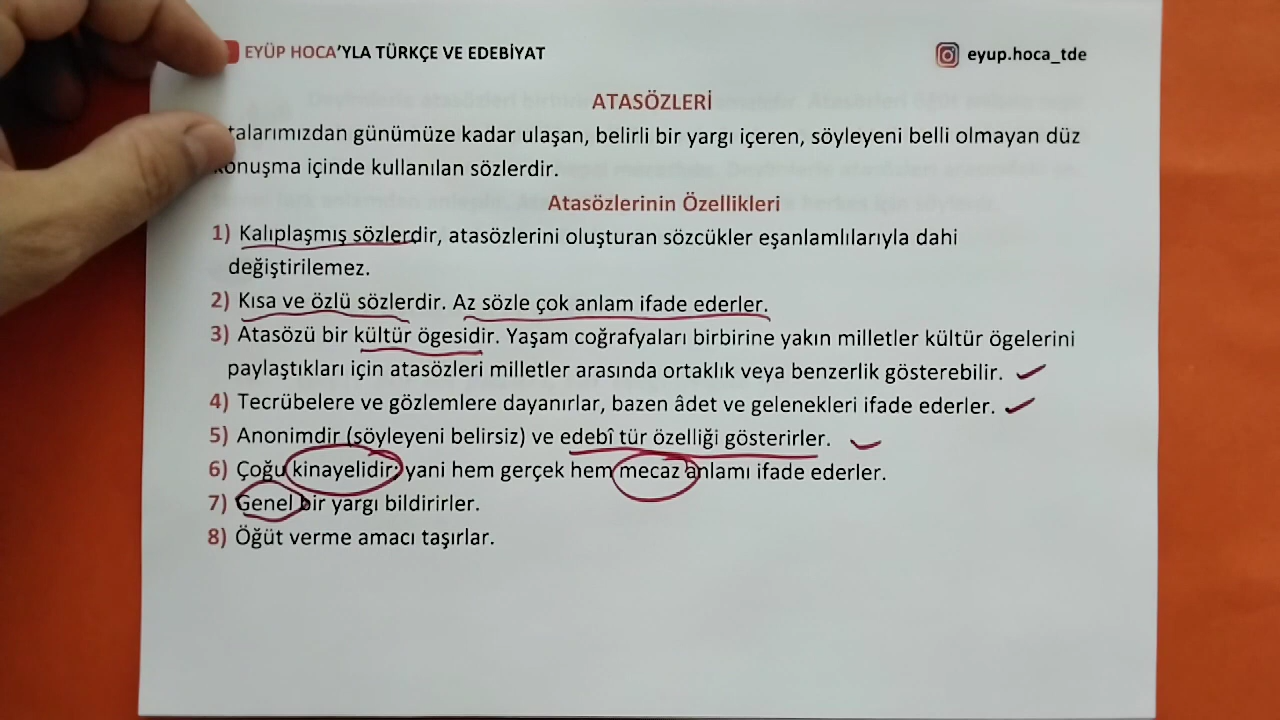 EYÜP HOCA'YLA TÜRKÇE VE EDEBİYAT
eyup.hoca_tde
ATASÖZLERİ
talarımızdan günümüze kadar ulaşan, belirli bir yargı içeren, söyleyeni belli olmayan düz
konuşma içinde kullanılan sözlerdir.
Atasözlerinin Özellikleri
1) Kalıplaşmış sözlerdir, atasözlerini oluşturan sözcükler eşanlamlılarıyla dahi
değiştirilemez.
2) Kısa ve özlü sözlerdir. Az sözle çok anlam ifade ederler.
3) Atasözü bir kültür ögesidir. Yaşam coğrafyaları birbirine yakın milletler kültür ögelerini
paylaştıkları için atasözleri milletler arasında ortaklık veya benzerlik gösterebilir.
4) Tecrübelere ve gözlemlere dayanırlar, bazen âdet ve gelenekleri ifade ederler.
5) Anonimdir (söyleyeni belirsiz) ve edebî tür özelliği gösterirler.
6) Çoğu kinayelidir; yani hem gerçek hem mecaz anlamı ifade ederler.
7) Genel bir yargı bildirirler.
8) Öğüt verme amacı taşırlar.